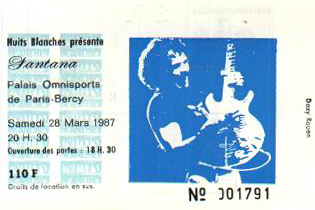 Nuits Blanches présente
Santana
Palais Omnisports
de Paris-Bercy
Samedi 28 Mars 1987
20 H. 30
Ouverture des portes : 18 H. 30
110 F
Droits de location en sus.
Nº 001791